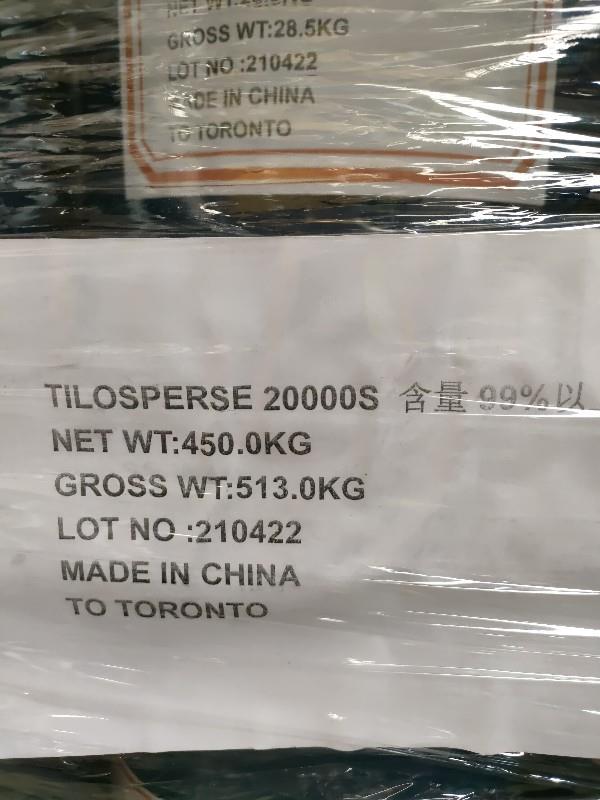 GROSS WT:28.5KG
LOT NO :210422
MADE IN CHINA
TO TORONTO
TILOSPERSE 20000S 含量 99%以
NET WT:450.0KG
GROSS WT:513.0KG
LOT NO :210422
MADE IN CHINA
TO TORONTO